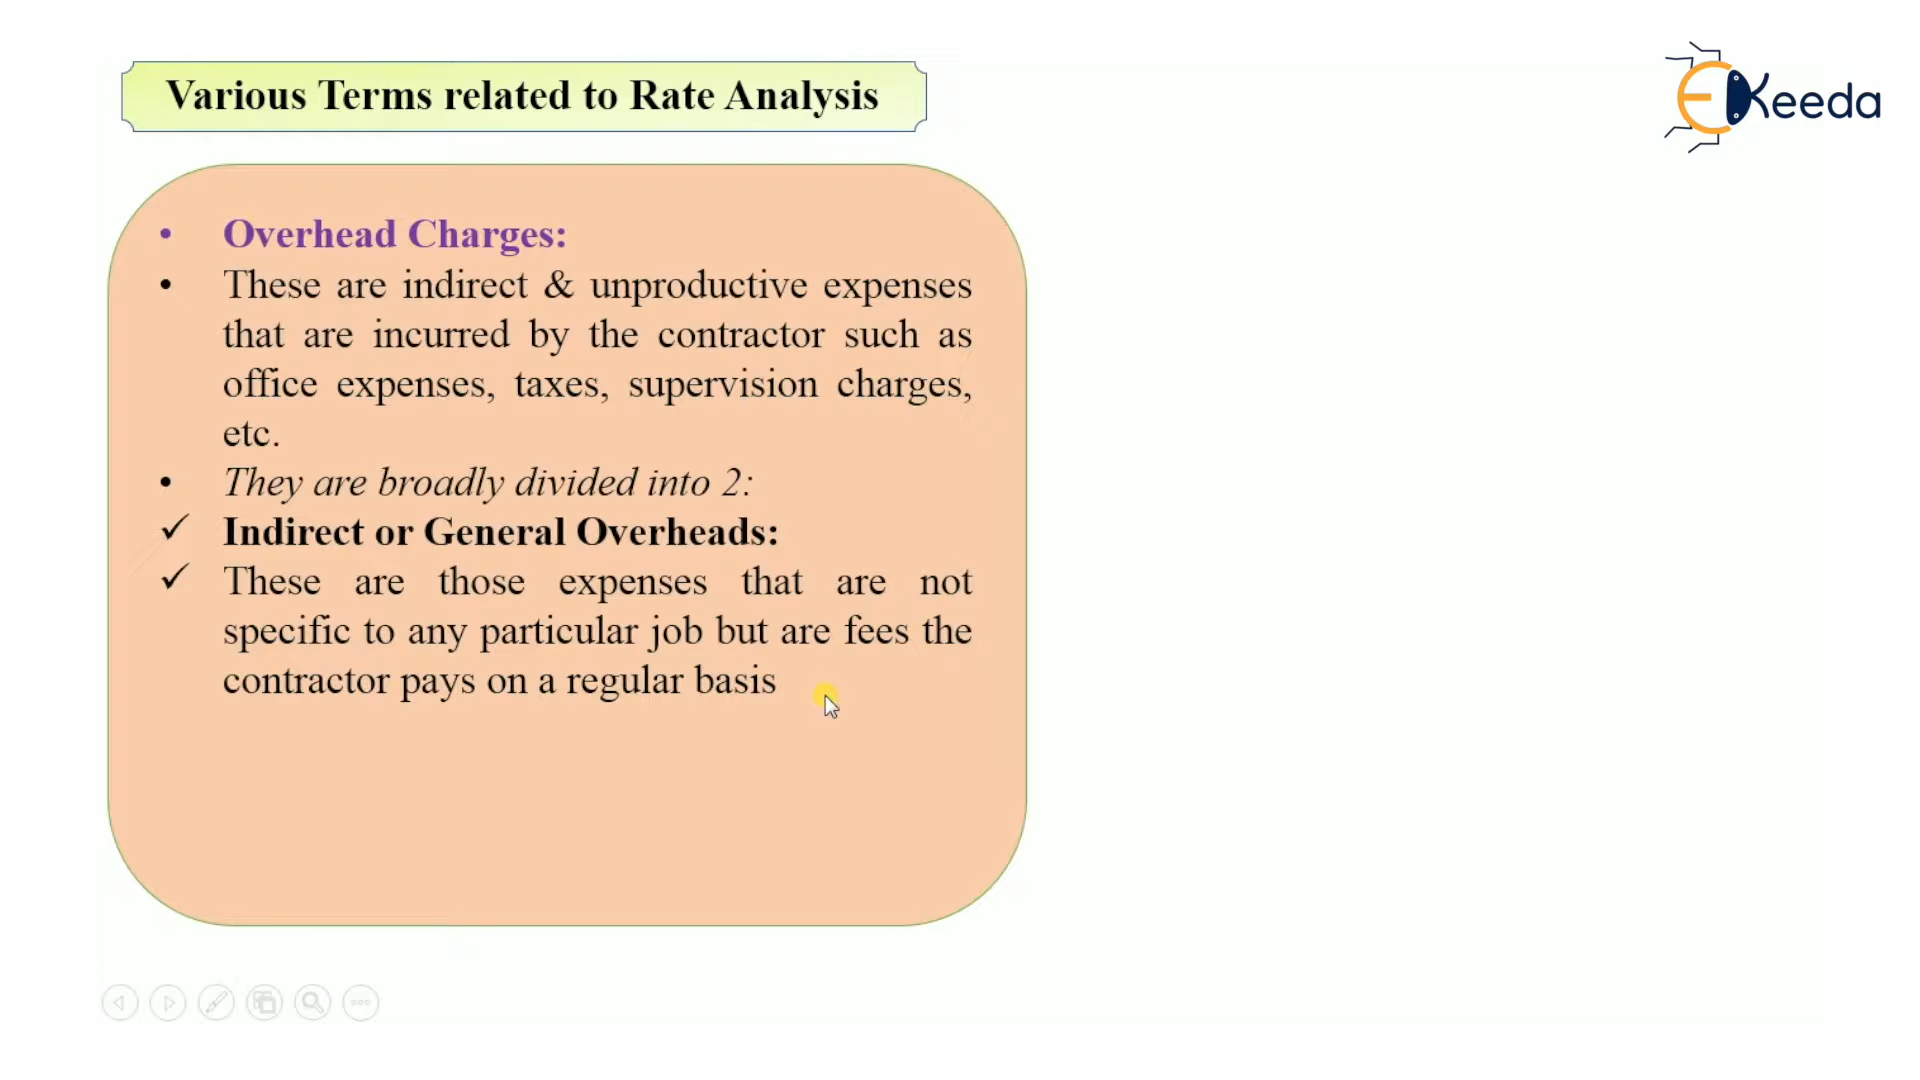 Various Terms related to Rate Analysis
EKeeda
• Overhead Charges:
• These are indirect & unproductive expenses
that are incurred by the contractor such as
office expenses, taxes, supervision charges,
etc.
• They are broadly divided into 2:
✓ Indirect or General Overheads:
✓ These are those expenses that are not
specific to any particular job but are fees the
contractor pays on a regular basis